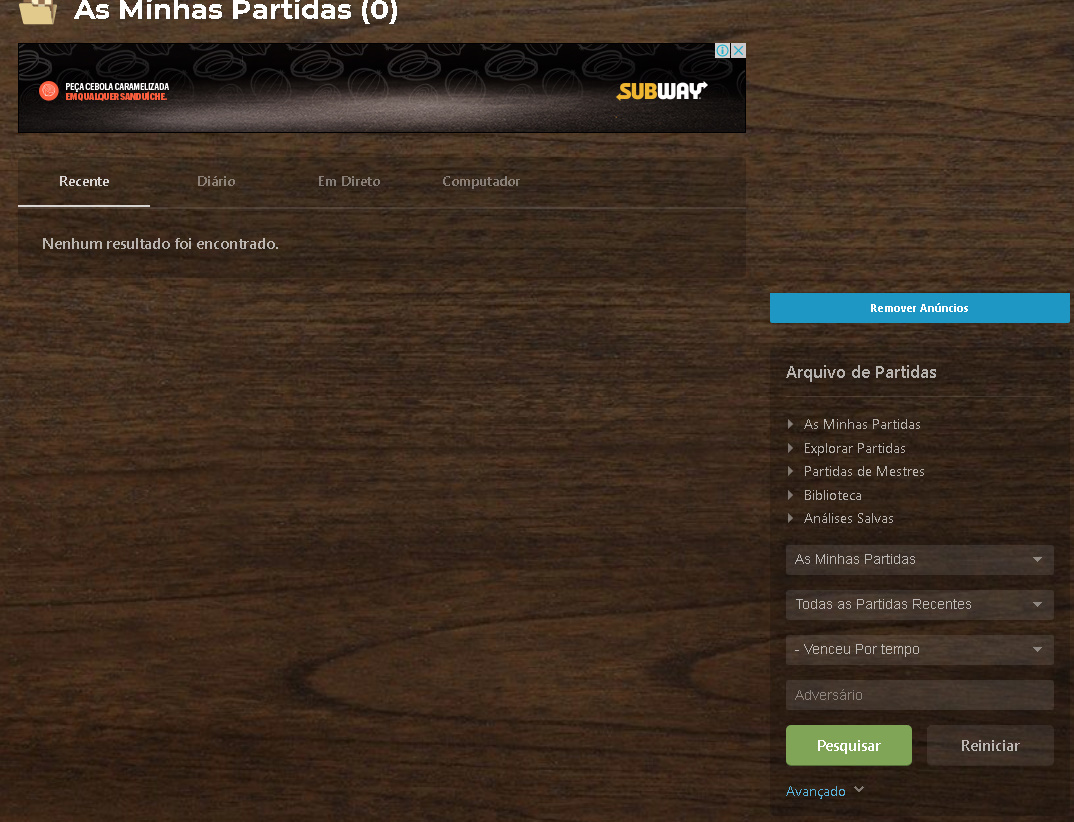 As Minhas Partidas (0)
PEÇA CEBOLA CARAMELIZADA
EM QUALQUER SANDUÍCHE.
SUBWAY
Recente
Diário
Em Direto
Computador
Nenhum resultado foi encontrado.
Remover Anúncios
Arquivo de Partidas
As Minhas Partidas
Explorar Partidas
Partidas de Mestres
Biblioteca
Análises Salvas
As Minhas Partidas
Todas as Partidas Recentes
- Venceu Por tempo
Adversário
Pesquisar
Reiniciar
Avançado